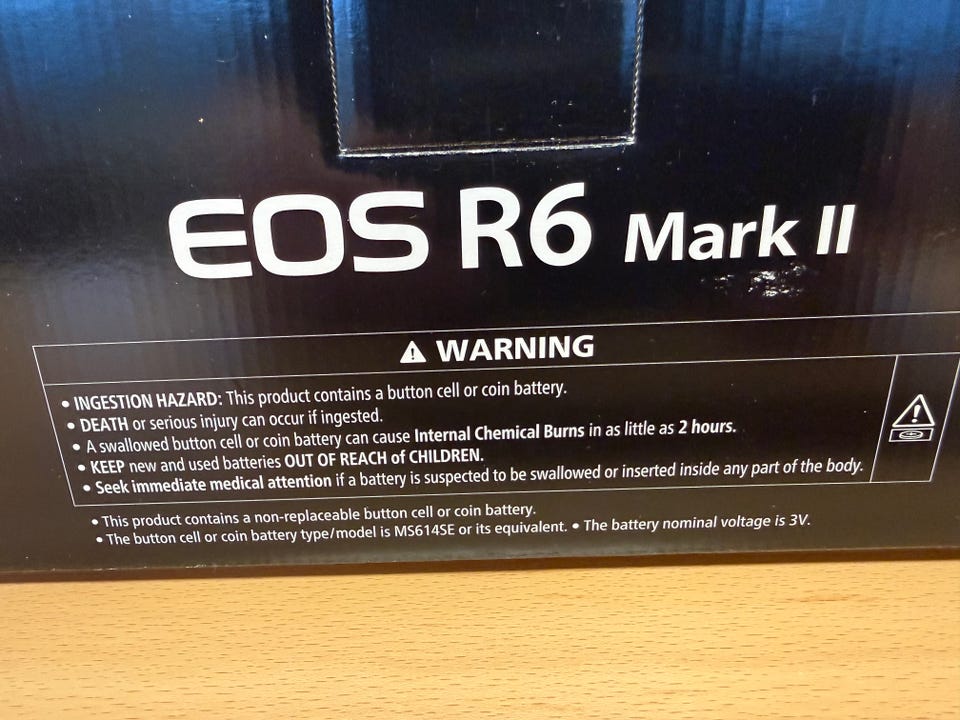 EOS R6 Mark II
WARNING
• INGESTION HAZARD: This product contains a button cell or coin battery.
• DEATH or serious injury can occur if ingested.
• A swallowed button cell or coin battery can cause Internal Chemical Burns in as little as 2 hours.
• KEEP new and used batteries OUT OF REACH of CHILDREN.
• Seek immediate medical attention if a battery is suspected to be swallowed or inserted inside any part of the body.
• This product contains a non-replaceable button cell or coin battery.
• The button cell or coin battery type/model is MS614SE or its equivalent. • The battery nominal voltage is 3V.